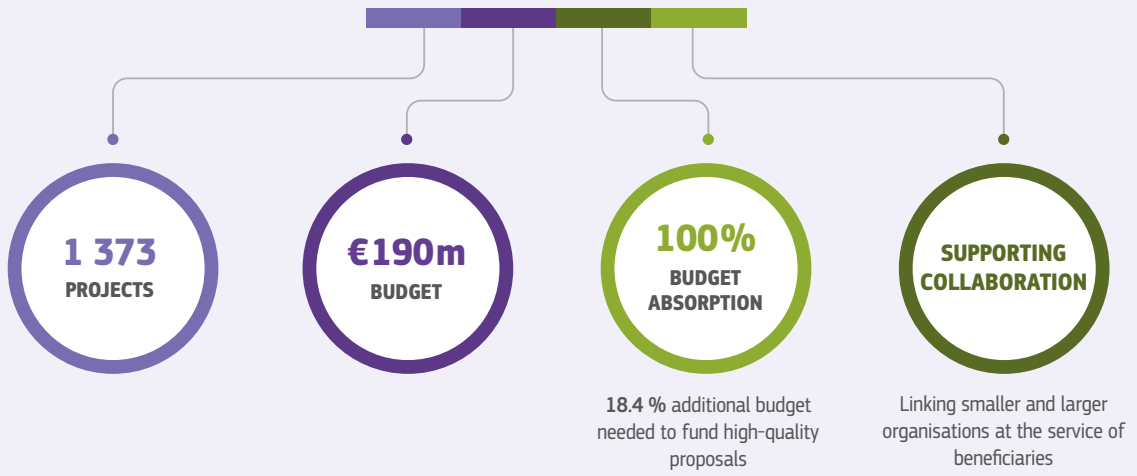 1 373
PROJECTS
€190m
BUDGET
100%
BUDGET
ABSORPTION
18.4 % additional budget
needed to fund high-quality
proposals
SUPPORTING
COLLABORATION
Linking smaller and larger
organisations at the service of
beneficiaries